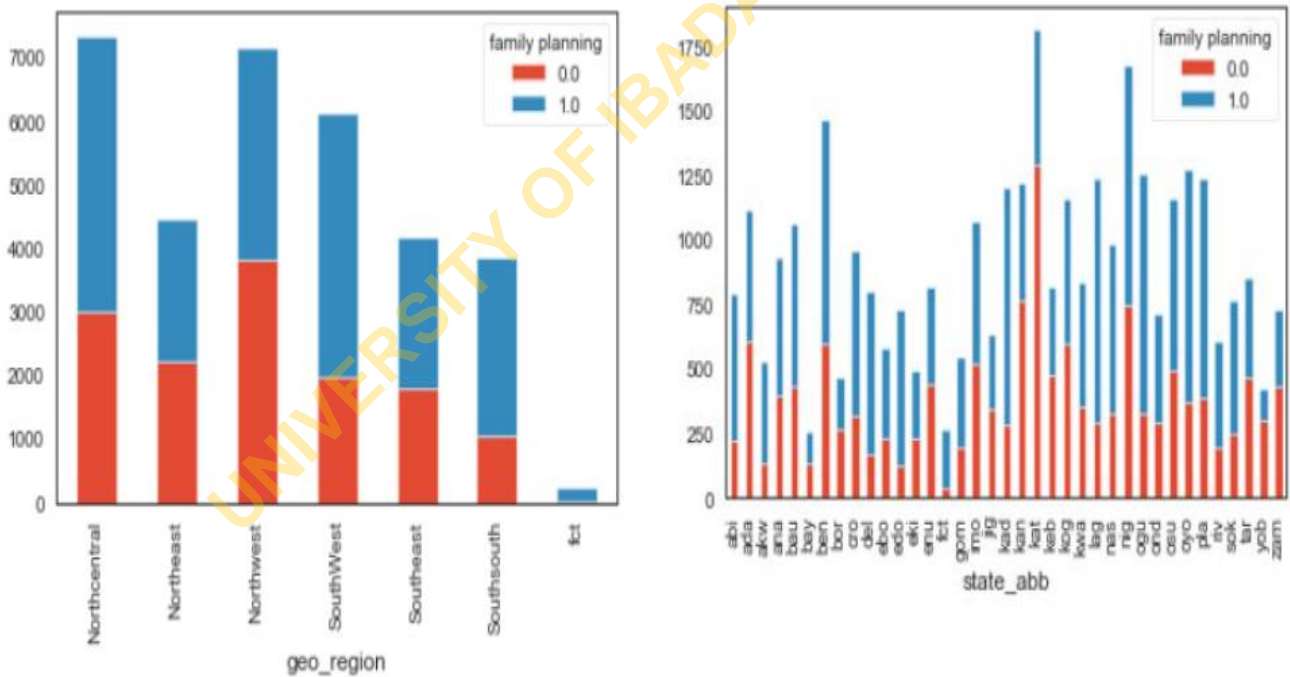 family planning
0.0
1.0
7000
6000
5000
4000
3000
2000
1000
0
Northcentral
Northeast
Northwest
SouthWest
Southeast
Southsouth
fct
geo_region
family planning
0.0
1.0
1750
1500
1250
1000
750
500
250
0
abi
ada
akw
ana
bau
bay
ben
bor
cro
del
ebo
edo
eki
enu
fct
gom
imo
jig
kad
kan
kat
keb
kog
kwa
lag
nas
nig
ogu
ond
osu
oyo
pla
riv
sok
tar
yob
zam
state_abb
UNIVERSITY OF IBADA